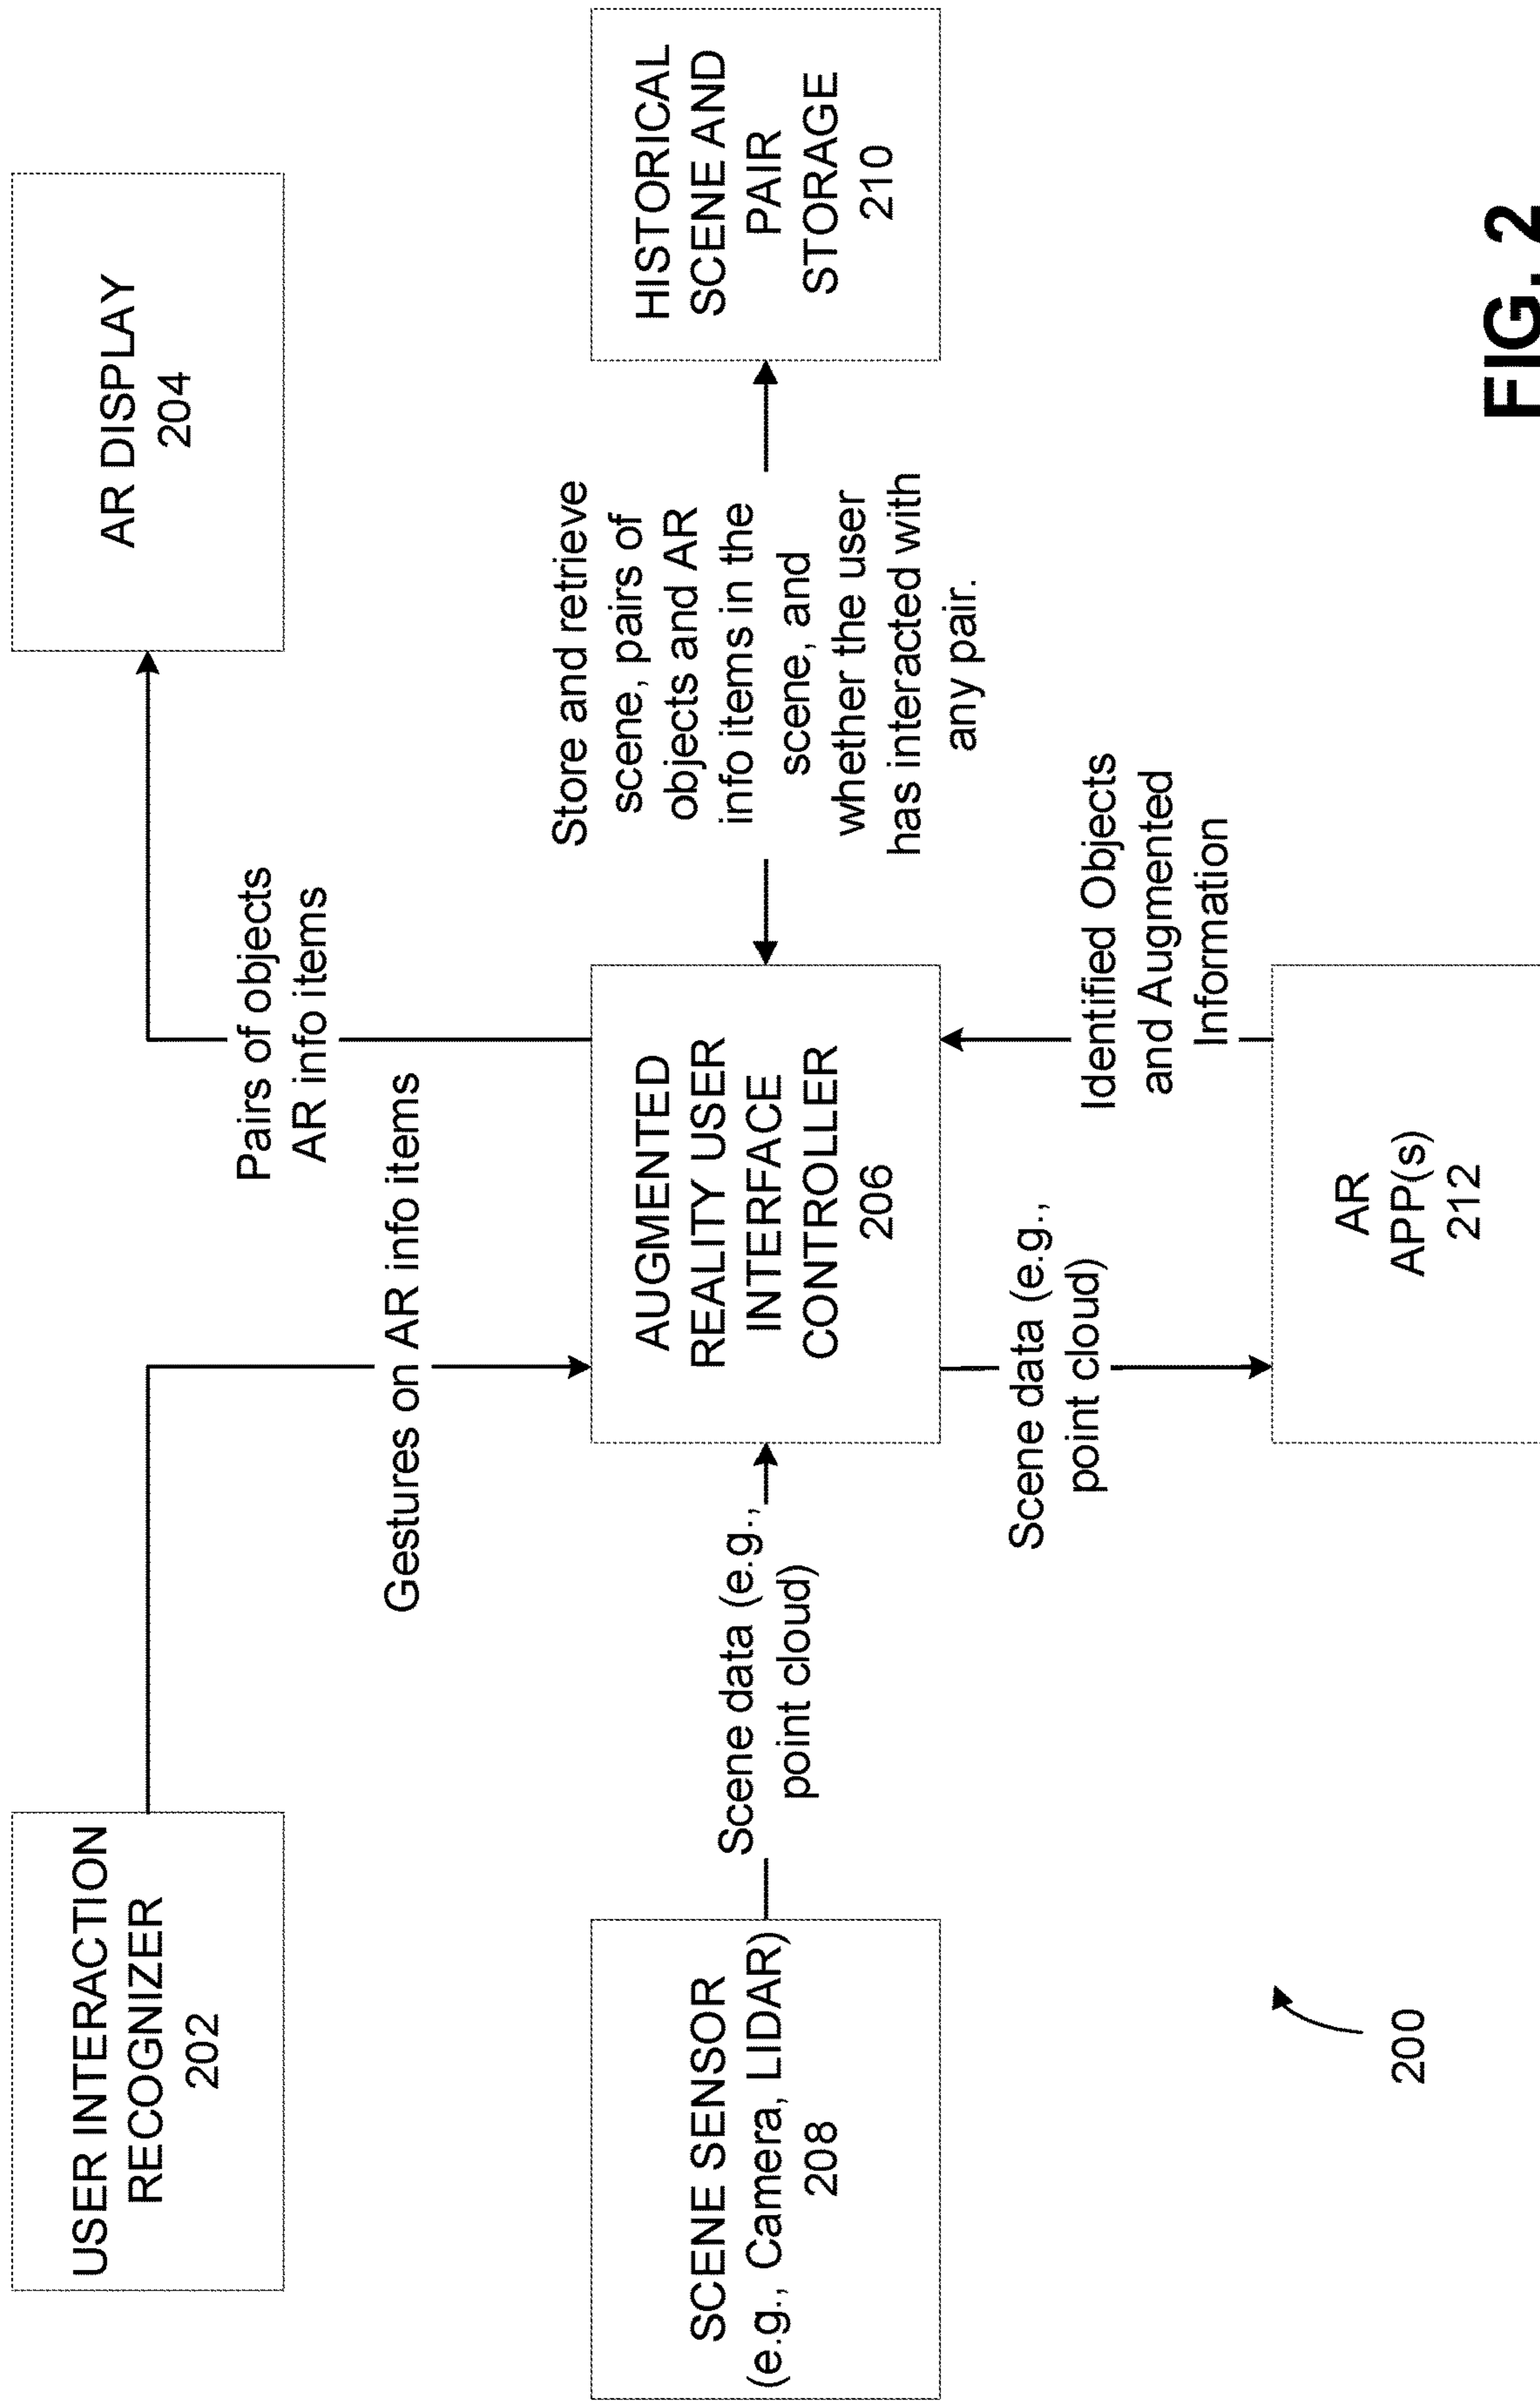 USER INTERACTION
RECOGNIZER
202
AR DISPLAY
204
Pairs of objects
AR info items
Gestures on AR info items
SCENE SENSOR
(e.g., Camera, LIDAR)
208
Scene data (e.g.,
point cloud)
AUGMENTED
REALITY USER
INTERFACE
CONTROLLER
206
Store and retrieve
scene, pairs of
objects and AR
info items in the
scene, and
whether the user
has interacted with
any pair.
HISTORICAL
SCENE AND
PAIR
STORAGE
210
Scene data (e.g.,
point cloud)
Identified Objects
and Augmented
Information
AR
APP(s)
212
200
FIG. 2